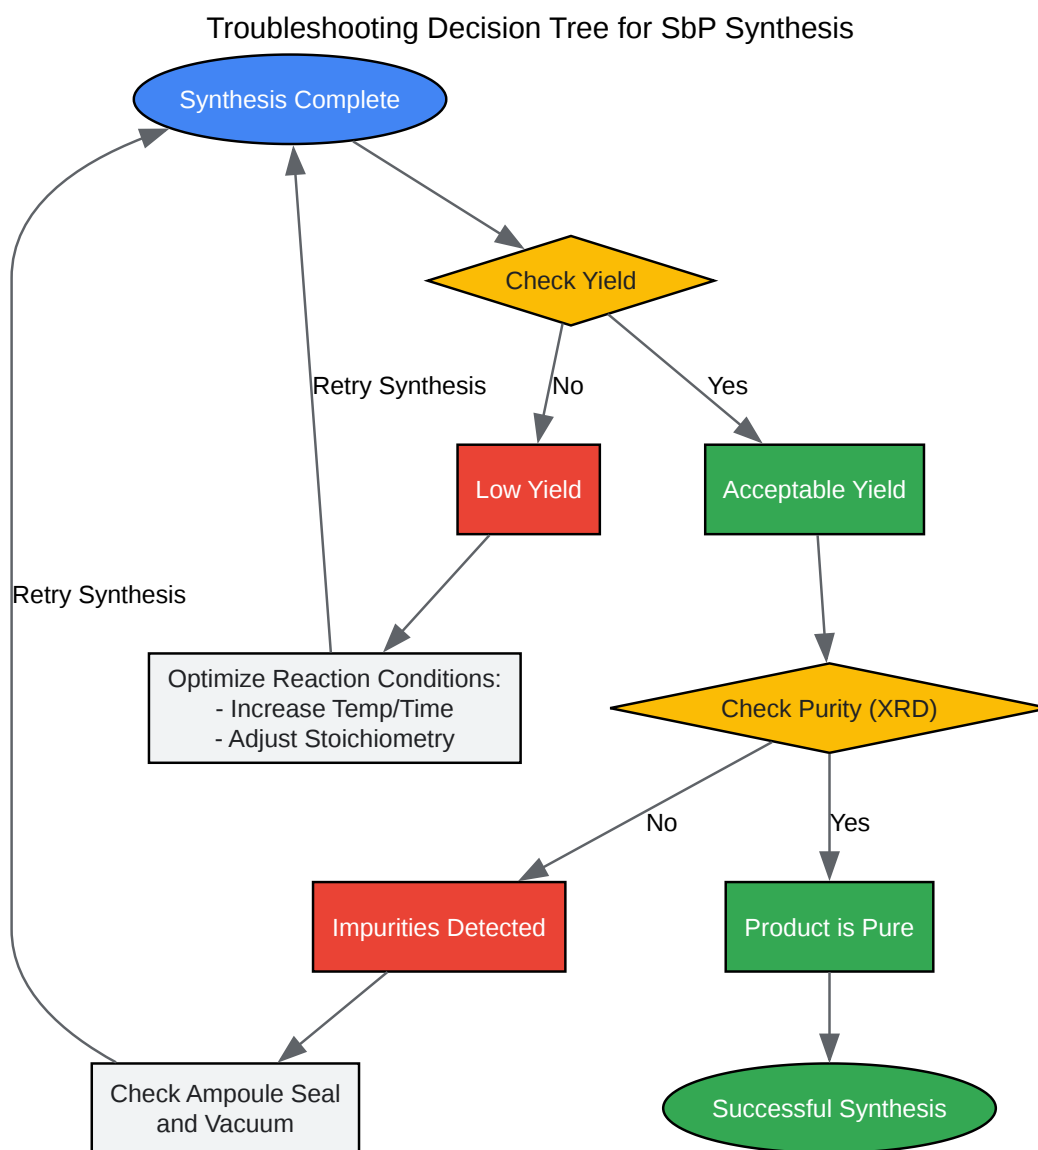 Troubleshooting Decision Tree for SbP Synthesis
Synthesis Complete
Check Yield
Retry Synthesis
No
Yes
Low Yield
Acceptable Yield
Retry Synthesis
Optimize Reaction Conditions:
- Increase Temp/Time
- Adjust Stoichiometry
Check Purity (XRD)
No
Yes
Impurities Detected
Product is Pure
Check Ampoule Seal
and Vacuum
Successful Synthesis